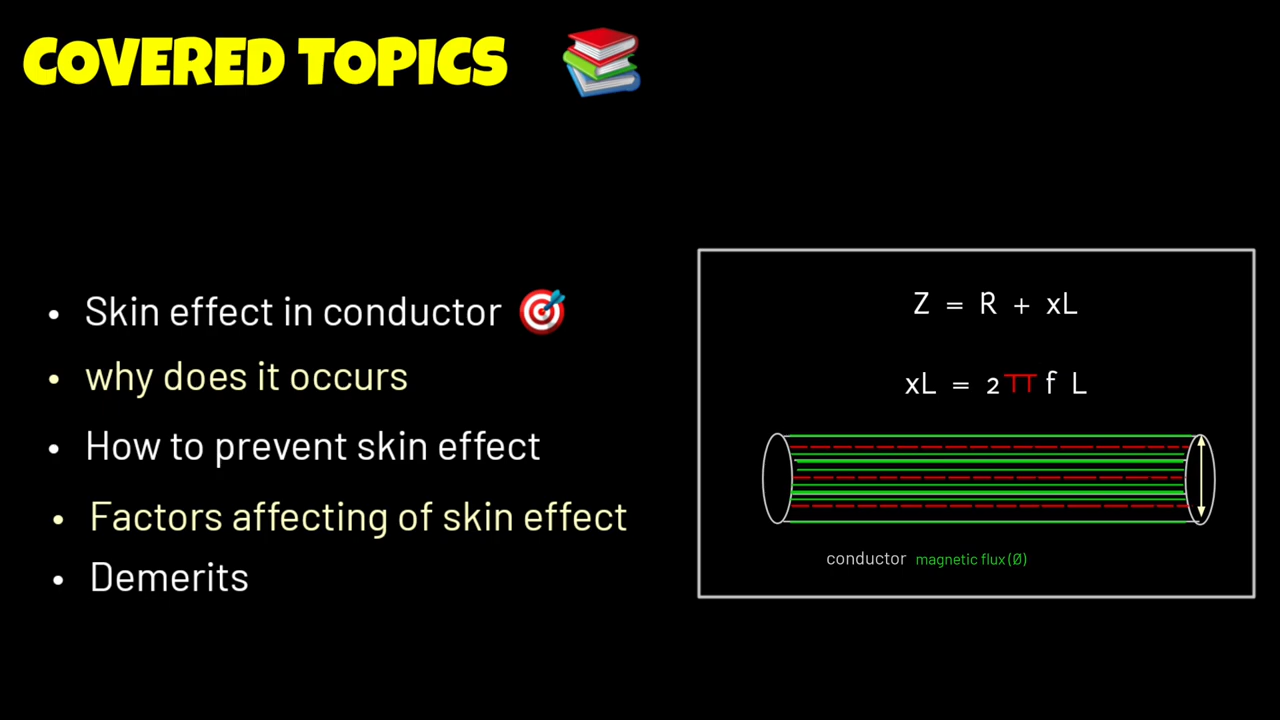 COVERED TOPICS
• Skin effect in conductor
• why does it occurs
• How to prevent skin effect
• Factors affecting of skin effect
• Demerits
Z = R + xL
xL = 2 π f L
conductor magnetic flux (Ø)